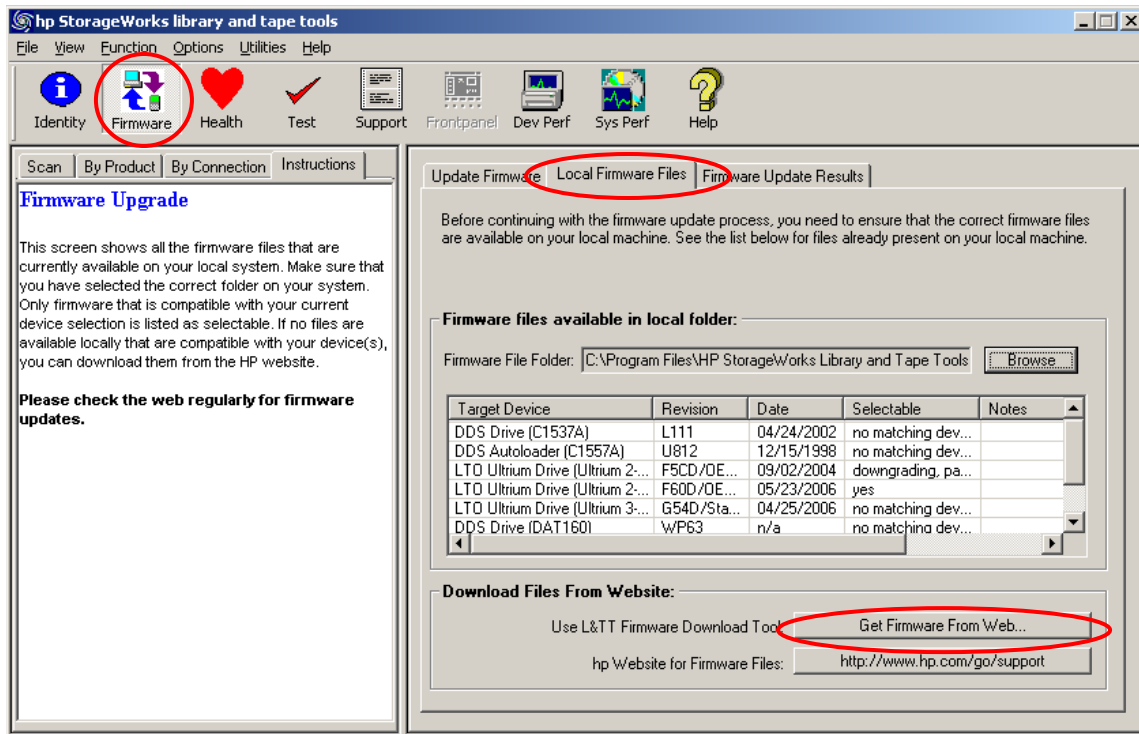 hp StorageWorks library and tape tools
File View Function Options Utilities Help
Identity Firmware Health Test Support Frontpanel Dev Perf Sys Perf Help
Scan By Product By Connection Instructions
Firmware Upgrade
This screen shows all the firmware files that are
currently available on your local system. Make sure that
you have selected the correct folder on your system.
Only firmware that is compatible with your current
device selection is listed as selectable. If no files are
available locally that are compatible with your device(s),
you can download them from the HP website.
Please check the web regularly for firmware
updates.
Update Firmware Local Firmware Files Firmware Update Results
Before continuing with the firmware update process, you need to ensure that the correct firmware files
are available on your local machine. See the list below for files already present on your local machine.
Firmware files available in local folder:
Firmware File Folder: C:\Program Files\HP StorageWorks Library and Tape Tools Browse
Target Device Revision Date Selectable Notes
DDS Drive (C1537A) L111 04/24/2002 no matching dev...
DDS Autoloader (C1557A) U812 12/15/1998 no matching dev...
LTO Ultrium Drive (Ultrium 2-... F5CD/OE... 09/02/2004 downgrading, pa...
LTO Ultrium Drive (Ultrium 2-... F60D/OE... 05/23/2006 yes
LTO Ultrium Drive (Ultrium 3-... G54D/Sta... 04/25/2006 no matching dev...
DDS Drive (DAT160) WP63 n/a no matching dev...
Download Files From Website:
Use L&TT Firmware Download Tool: Get Firmware From Web...
hp Website for Firmware Files: http://www.hp.com/go/support